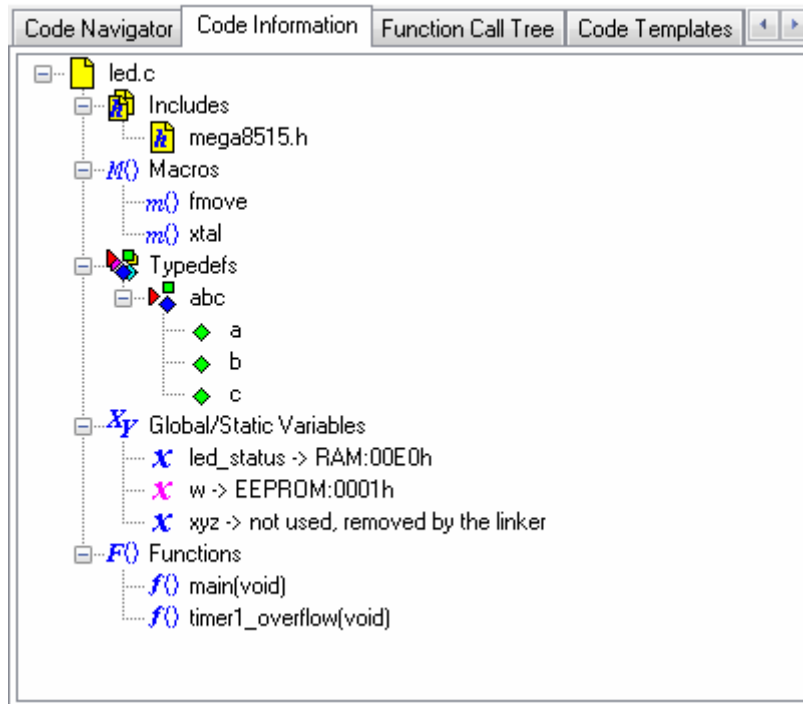 Code Navigator Code Information Function Call Tree Code Templates
led.c
h Includes
h mega8515.h
M() Macros
m() fmove
m() xtal
Typedefs
abc
a
b
c
XY Global/Static Variables
x led_status -> RAM:00E0h
x w -> EEPROM:0001h
x xyz -> not used, removed by the linker
F() Functions
f() main(void)
f() timer1_overflow(void)